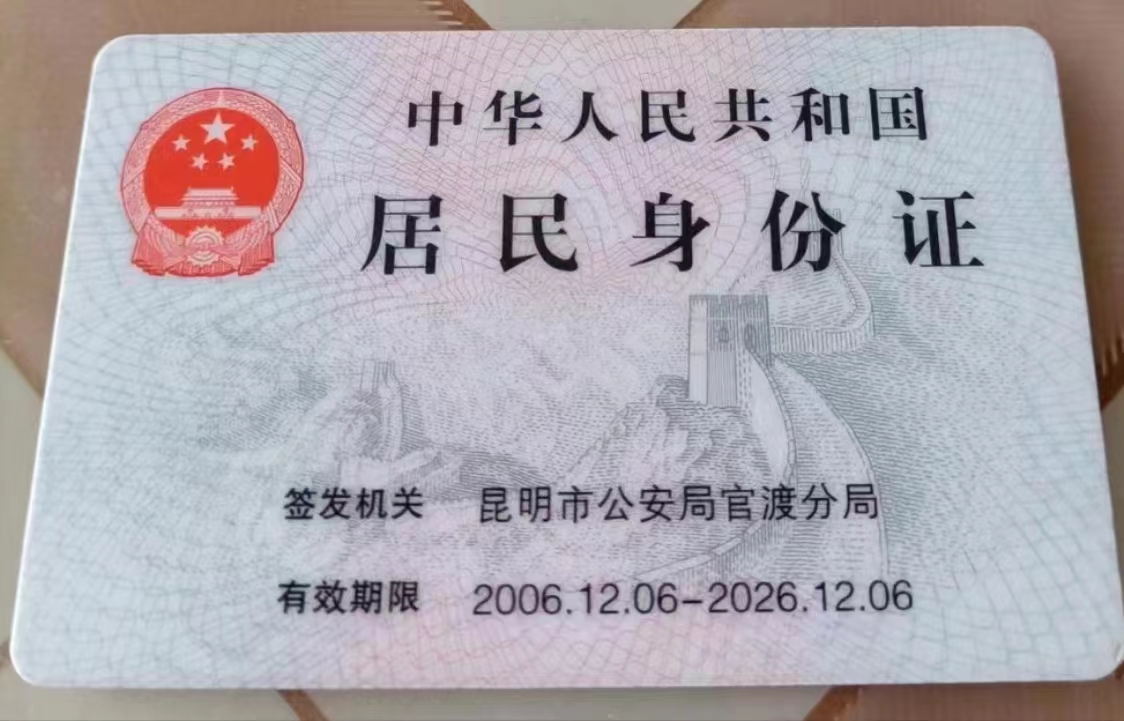 中华人民共和国
居民身份证
签发机关 昆明市公安局官渡分局
有效期限 2006.12.06-2026.12.06